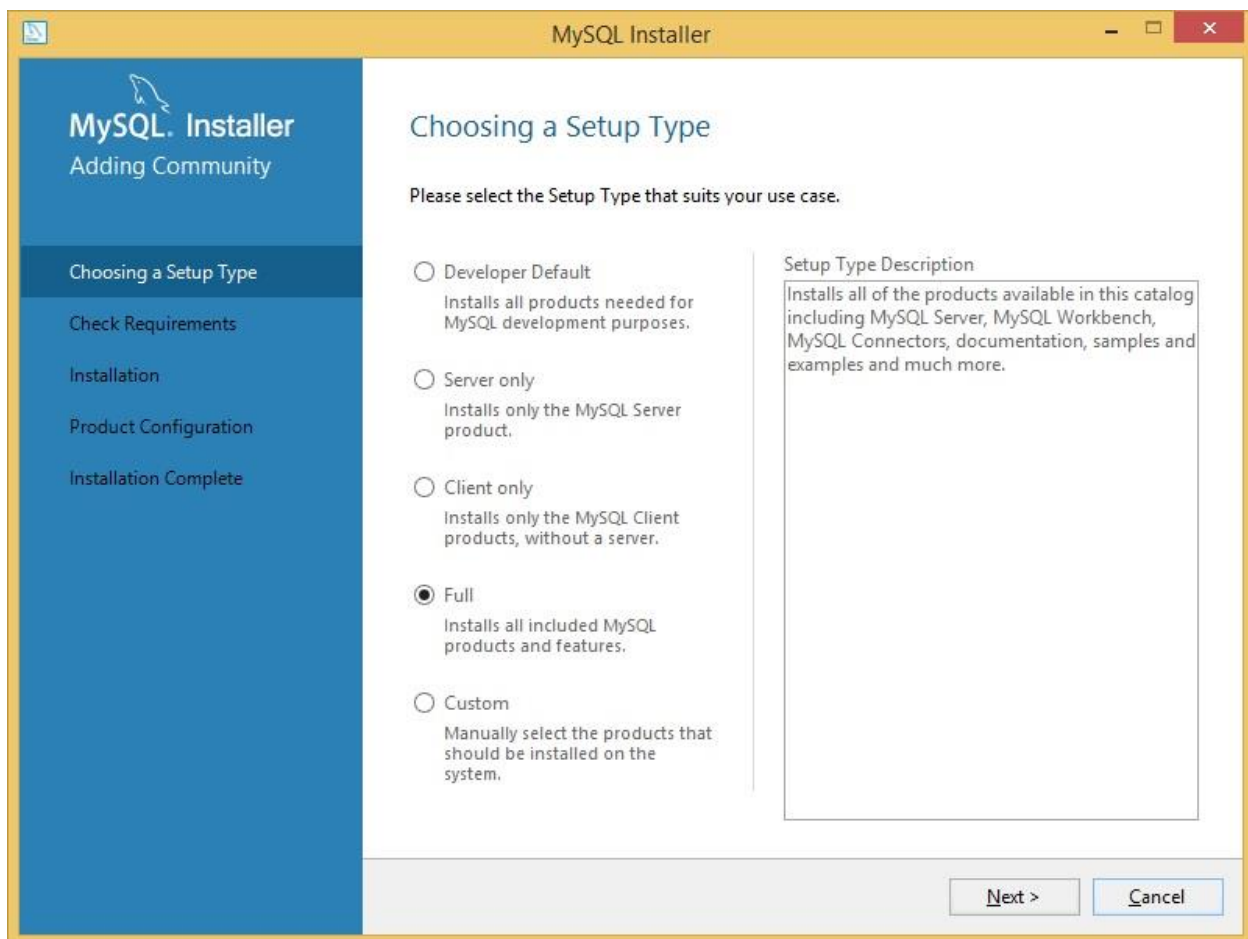 MySQL Installer
MySQL. Installer
Adding Community
Choosing a Setup Type
Check Requirements
Installation
Product Configuration
Installation Complete
Choosing a Setup Type
Please select the Setup Type that suits your use case.
Developer Default
Installs all products needed for
MySQL development purposes.
Server only
Installs only the MySQL Server
product.
Client only
Installs only the MySQL Client
products, without a server.
Full
Installs all included MySQL
products and features.
Custom
Manually select the products that
should be installed on the
system.
Setup Type Description
Installs all of the products available in this catalog
including MySQL Server, MySQL Workbench,
MySQL Connectors, documentation, samples and
examples and much more.
Next >
Cancel